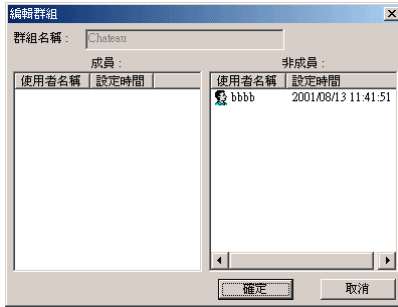 編輯群組
群組名稱： Chateau
成員： 非成員：
使用者名稱 設定時間 使用者名稱 設定時間
bbbb 2001/08/13 11:41:51
確定 取消